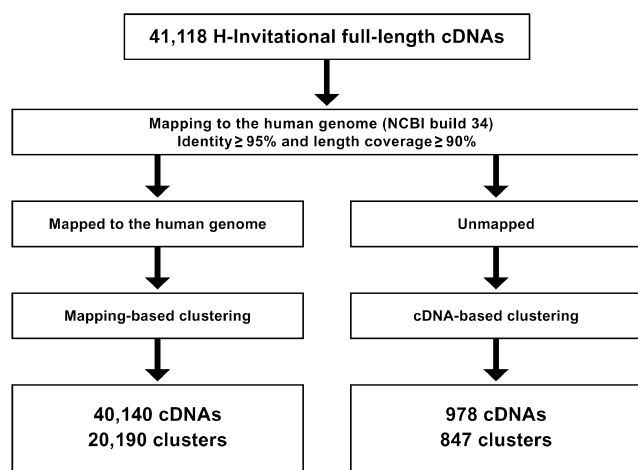 41,118 H-Invitational full-length cDNAs
Mapping to the human genome (NCBI build 34)
Identity ≥ 95% and length coverage ≥ 90%
Mapped to the human genome
Unmapped
Mapping-based clustering
cDNA-based clustering
40,140 cDNAs
20,190 clusters
978 cDNAs
847 clusters